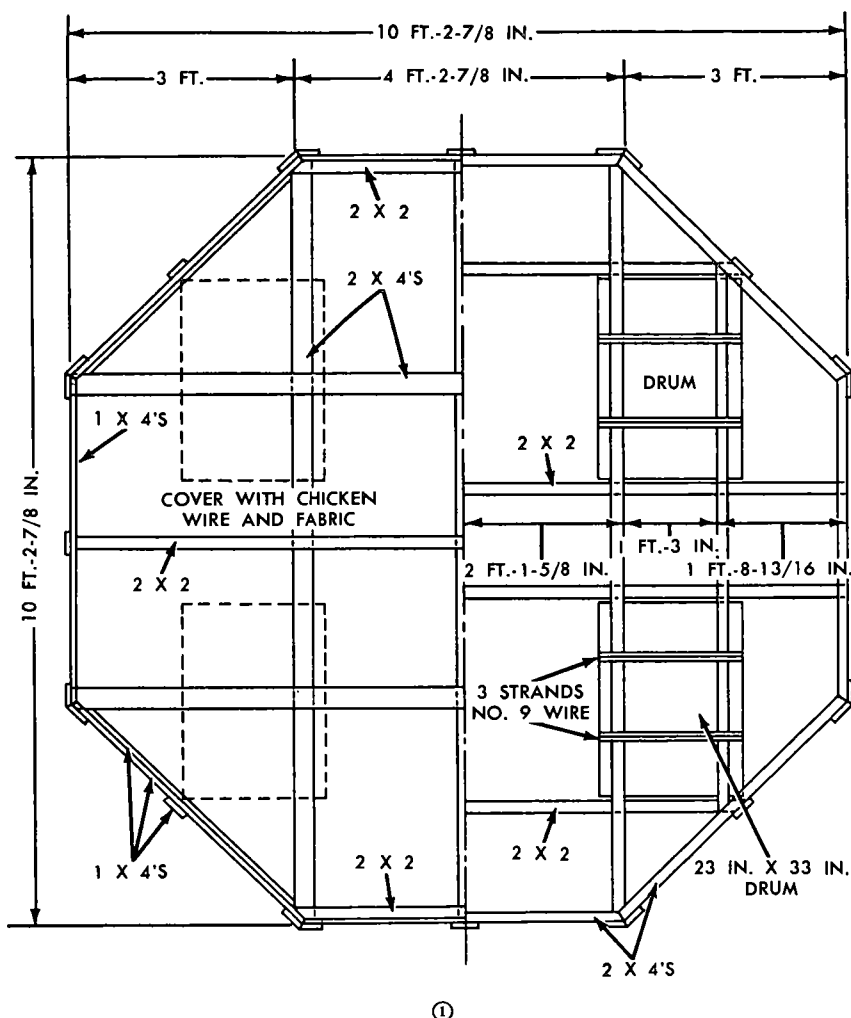 10 FT.-2-7/8 IN.
3 FT.
4 FT.-2-7/8 IN.
3 FT.
2 X 2
2 X 4'S
DRUM
1 X 4'S
2 X 2
10 FT.-2-7/8 IN.
COVER WITH CHICKEN
WIRE AND FABRIC
1 FT.-3 IN.
2 FT.-1-5/8 IN.
1 FT.-8-13/16 IN.
2 X 2
3 STRANDS
NO. 9 WIRE
1 X 4'S
2 X 2
2 X 2
23 IN. X 33 IN.
DRUM
2 X 4'S
①